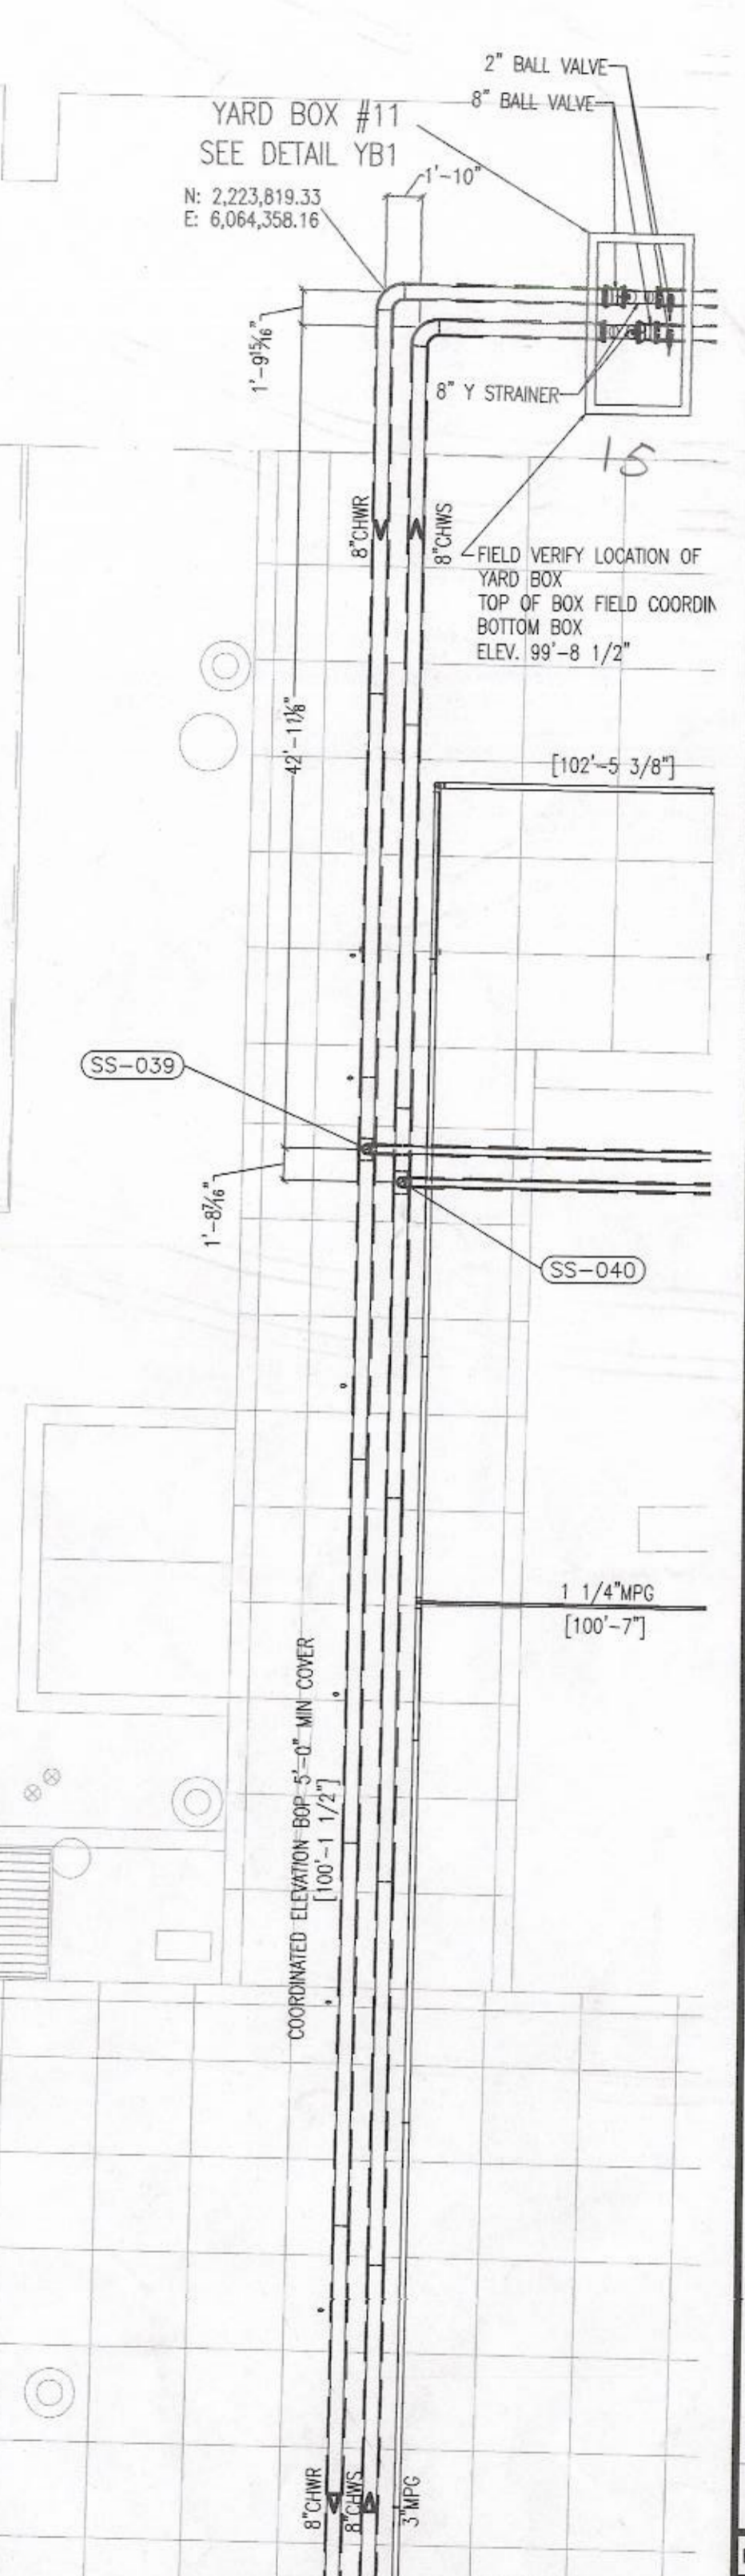 2" BALL VALVE
8" BALL VALVE
YARD BOX #11
SEE DETAIL YB1
1'-10"
N: 2,223,819.33
E: 6,064,358.16
1'-9 15/16"
8" Y STRAINER
15
8"CHWR
8"CHWS
FIELD VERIFY LOCATION OF
YARD BOX
TOP OF BOX FIELD COORDIN
BOTTOM BOX
ELEV. 99'-8 1/2"
42'-11 1/8"
[102'-5 3/8"]
SS-039
1'-8 7/16"
SS-040
1 1/4"MPG
[100'-7"]
COORDINATED ELEVATION BOP 5'-0" MIN COVER
[100'-1 1/2"]
8"CHWR
8"CHWS
3"MPG